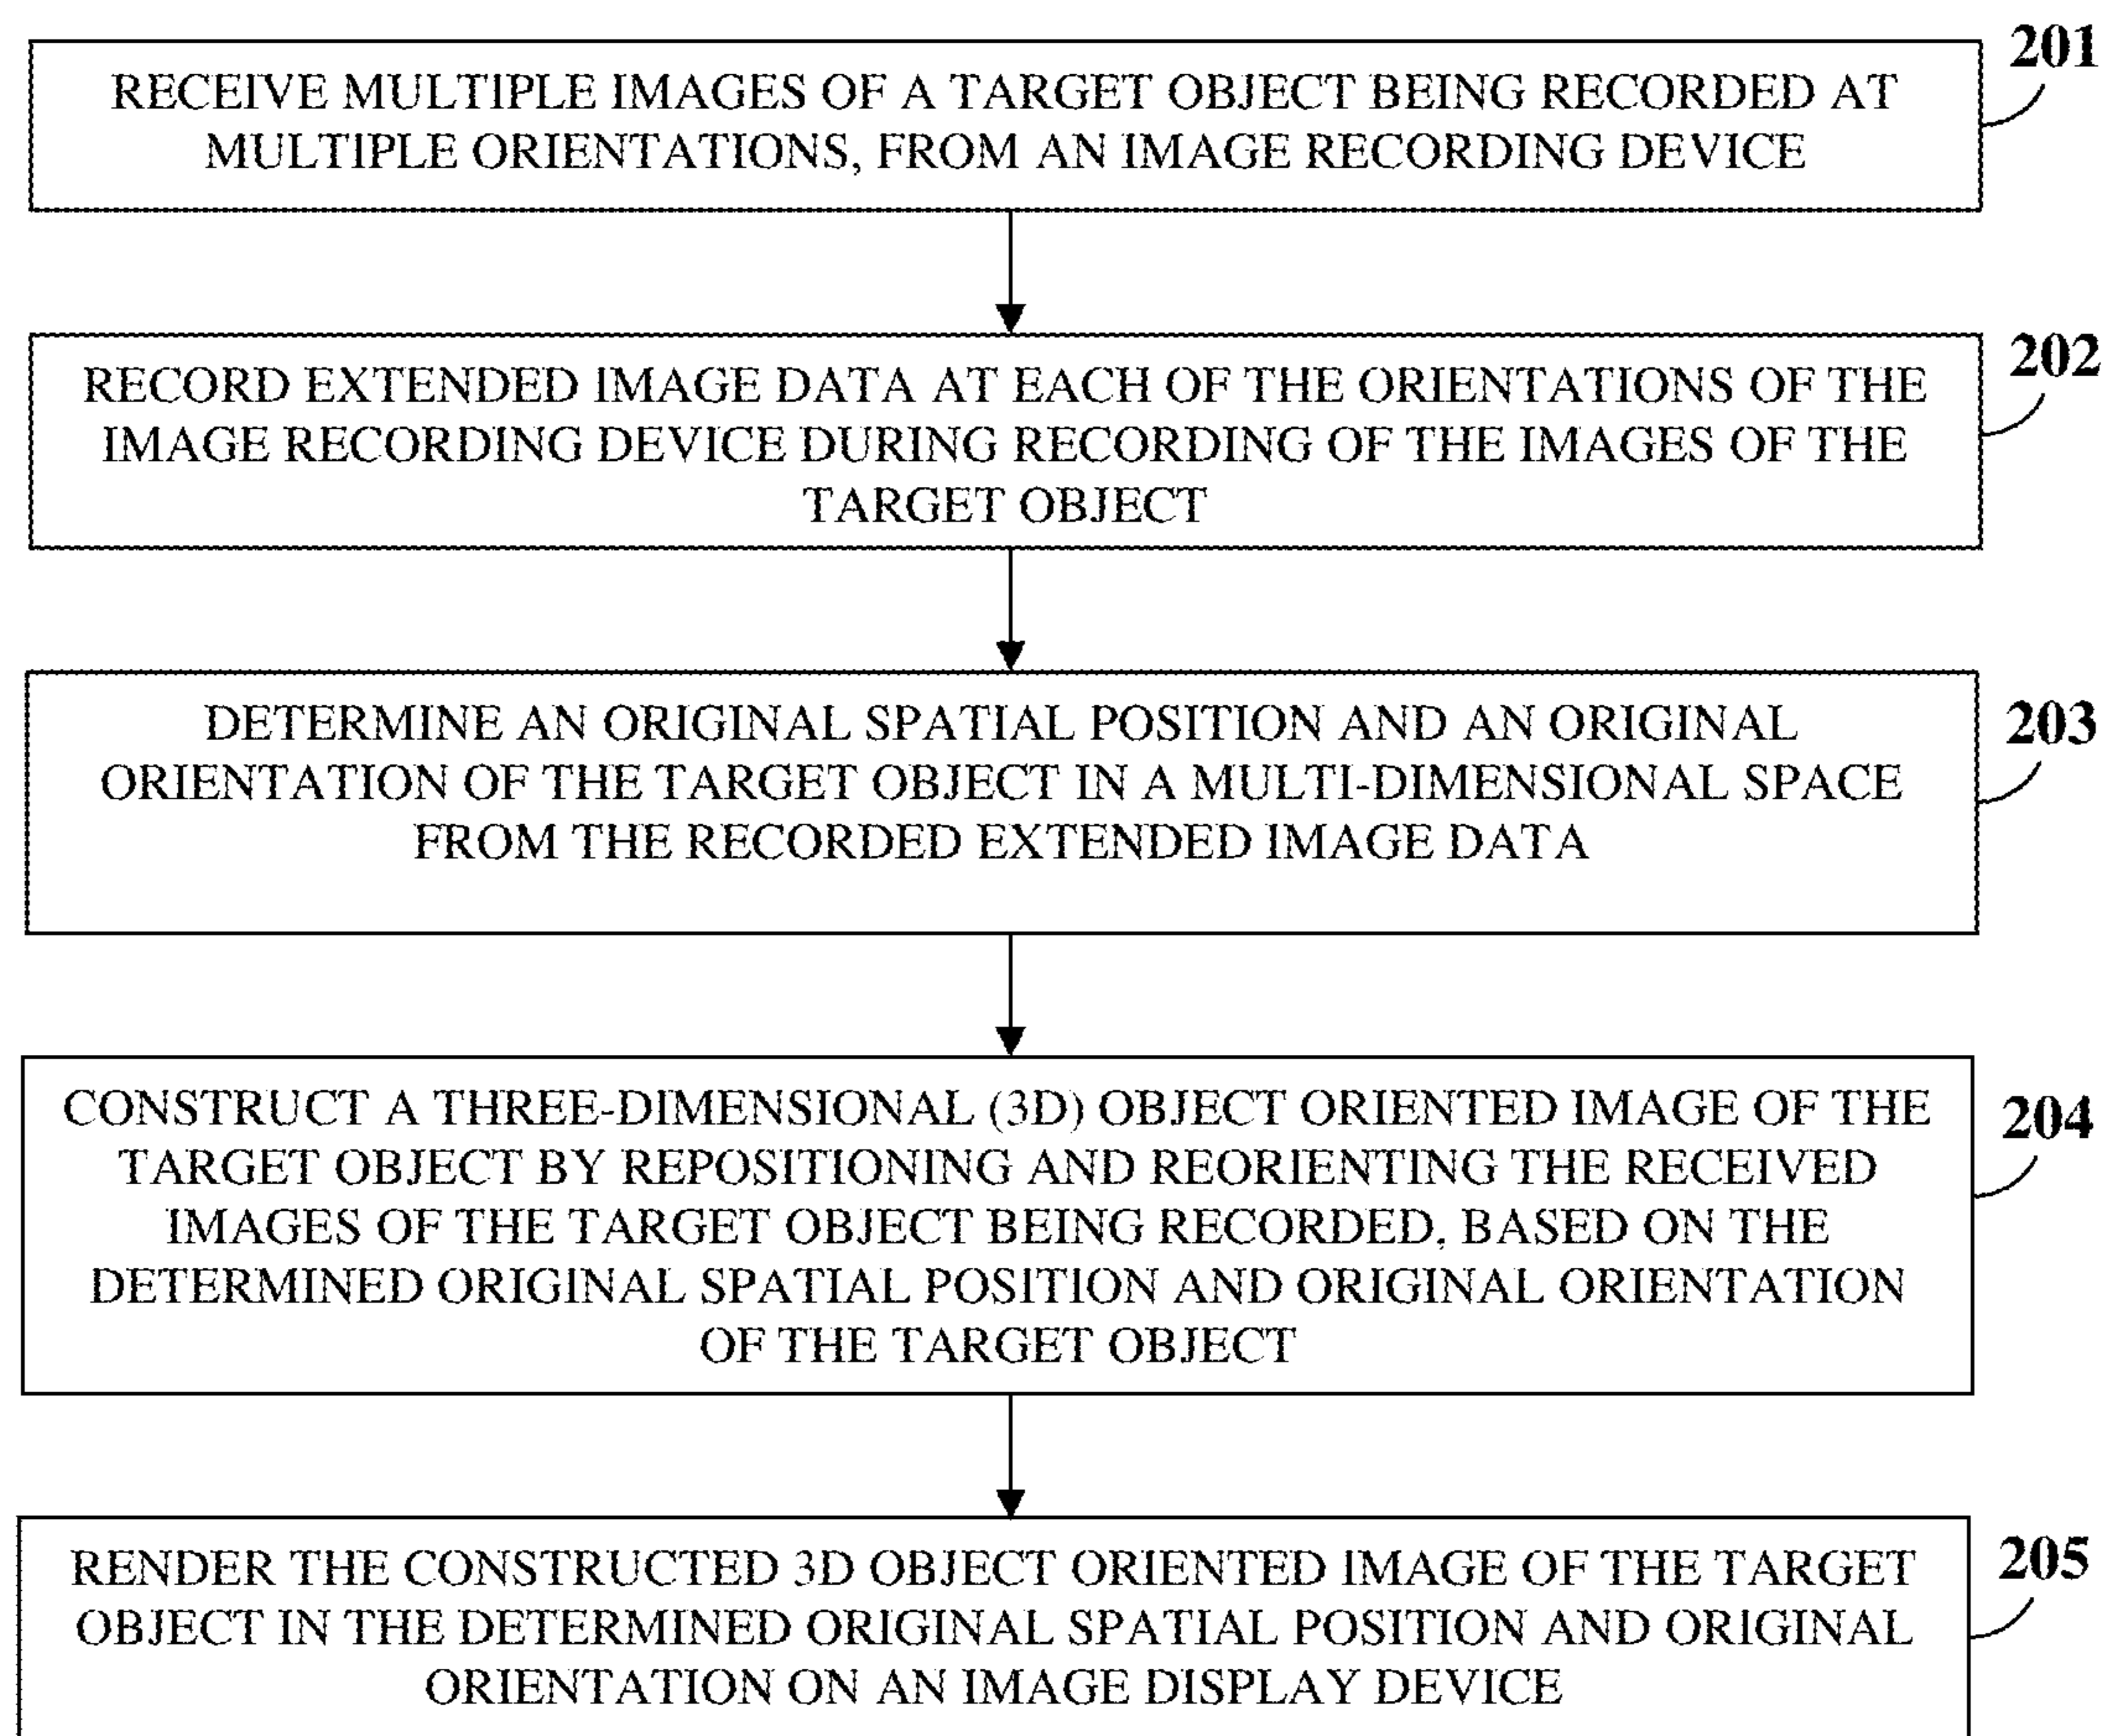 201
RECEIVE MULTIPLE IMAGES OF A TARGET OBJECT BEING RECORDED AT
MULTIPLE ORIENTATIONS, FROM AN IMAGE RECORDING DEVICE
202
RECORD EXTENDED IMAGE DATA AT EACH OF THE ORIENTATIONS OF THE
IMAGE RECORDING DEVICE DURING RECORDING OF THE IMAGES OF THE
TARGET OBJECT
203
DETERMINE AN ORIGINAL SPATIAL POSITION AND AN ORIGINAL
ORIENTATION OF THE TARGET OBJECT IN A MULTI-DIMENSIONAL SPACE
FROM THE RECORDED EXTENDED IMAGE DATA
204
CONSTRUCT A THREE-DIMENSIONAL (3D) OBJECT ORIENTED IMAGE OF THE
TARGET OBJECT BY REPOSITIONING AND REORIENTING THE RECEIVED
IMAGES OF THE TARGET OBJECT BEING RECORDED, BASED ON THE
DETERMINED ORIGINAL SPATIAL POSITION AND ORIGINAL ORIENTATION
OF THE TARGET OBJECT
205
RENDER THE CONSTRUCTED 3D OBJECT ORIENTED IMAGE OF THE TARGET
OBJECT IN THE DETERMINED ORIGINAL SPATIAL POSITION AND ORIGINAL
ORIENTATION ON AN IMAGE DISPLAY DEVICE